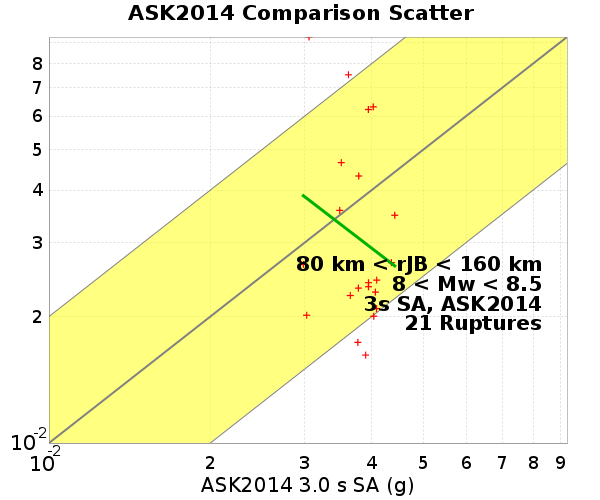 ASK2014 Comparison Scatter
8
7
6
5
4
3
2
10-2
80 km < rJB < 160 km
8 < Mw < 8.5
3s SA, ASK2014
21 Ruptures
10-2 2 3 4 5 6 7 8 9
ASK2014 3.0 s SA (g)